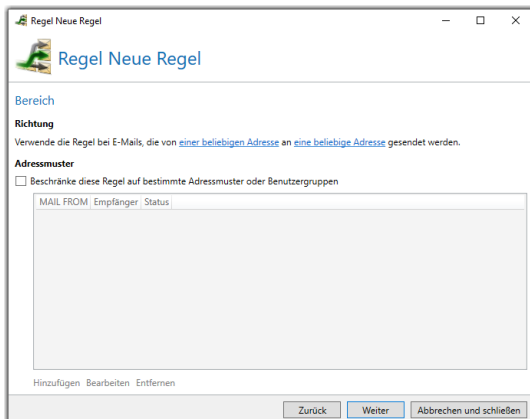 Regel Neue Regel
Regel Neue Regel
Bereich
Richtung
Verwende die Regel bei E-Mails, die von einer beliebigen Adresse an eine beliebige Adresse gesendet werden.
Adressmuster
Beschränke diese Regel auf bestimmte Adressmuster oder Benutzergruppen
MAIL FROM Empfänger Status
Hinzufügen Bearbeiten Entfernen
Zurück Weiter Abbrechen und schließen